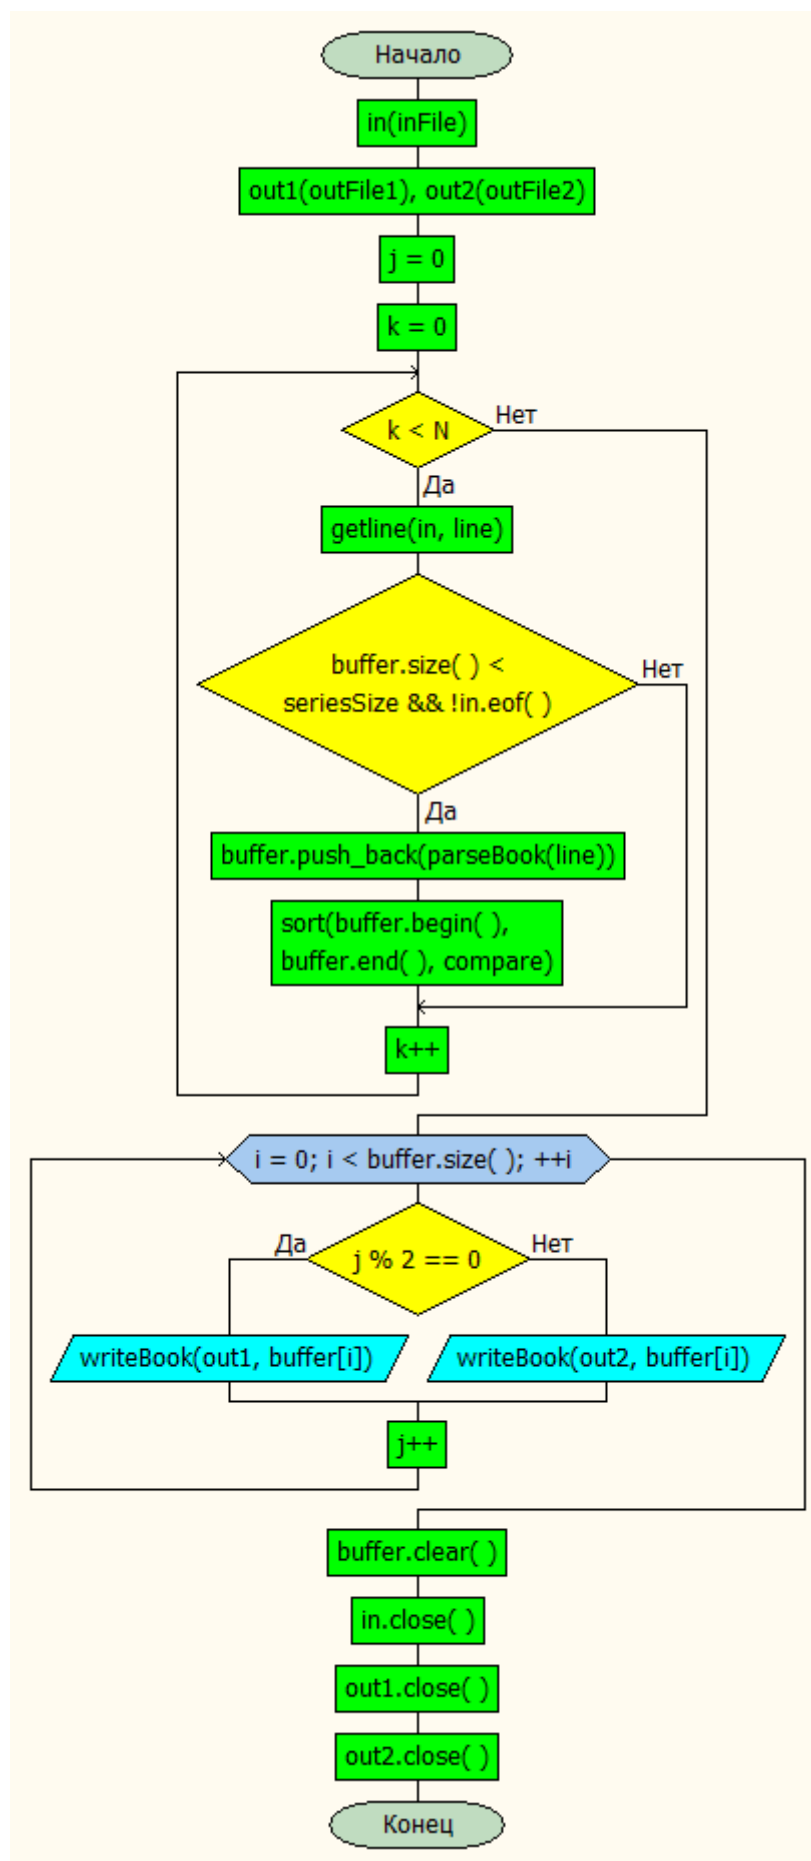 Начало
in(inFile)
out1(outFile1), out2(outFile2)
j = 0
k = 0
k < N
Нет
Да
getline(in, line)
buffer.size( ) <
seriesSize && !in.eof( )
Нет
Да
buffer.push_back(parseBook(line))
sort(buffer.begin( ),
buffer.end( ), compare)
k++
i = 0; i < buffer.size( ); ++i
Да
j % 2 == 0
Нет
writeBook(out1, buffer[i])
writeBook(out2, buffer[i])
j++
buffer.clear( )
in.close( )
out1.close( )
out2.close( )
Конец